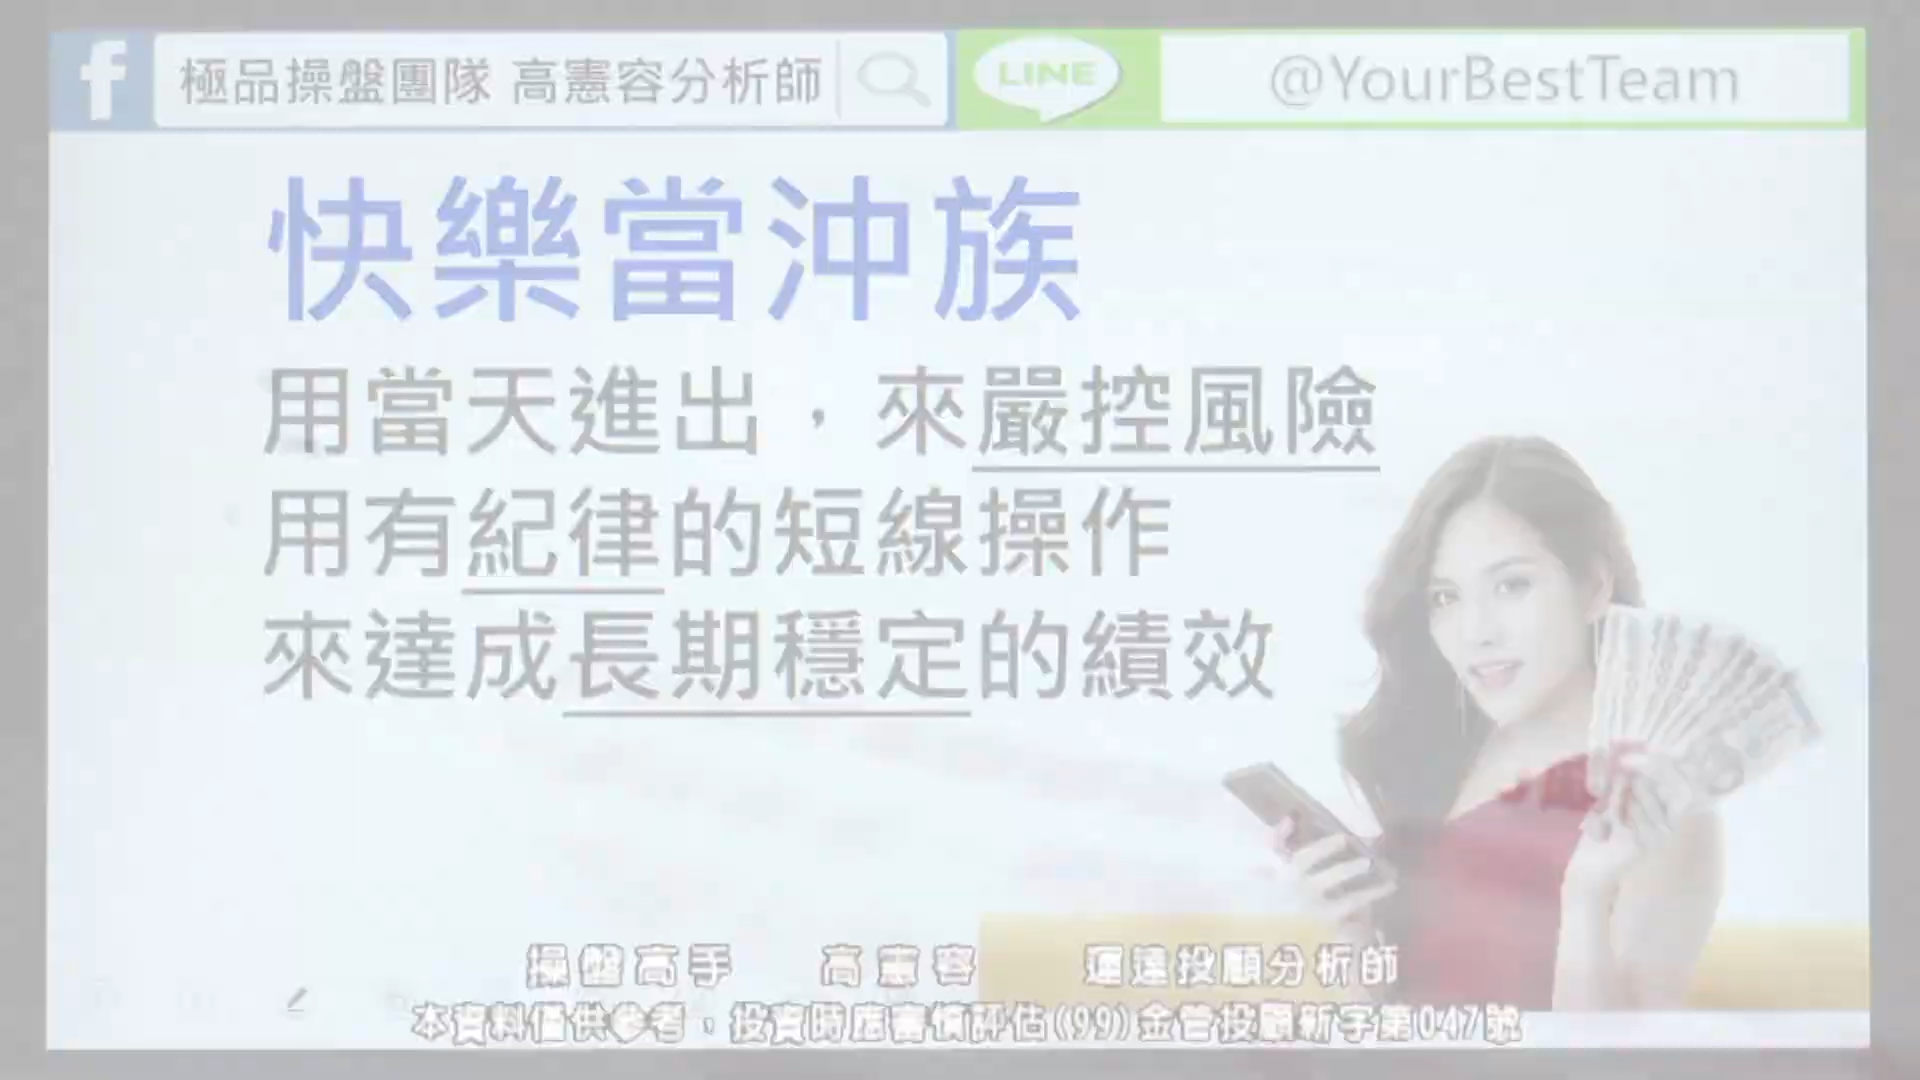 f 極品操盤團隊 高憲容分析師 LINE @YourBestTeam
快樂當沖族
用當天進出，來嚴控風險
用有紀律的短線操作
來達成長期穩定的績效
操盤高手 高憲容 運達投顧分析師
本資料僅供參考，投資時應審慎評估(99)金管投顧新字第047號